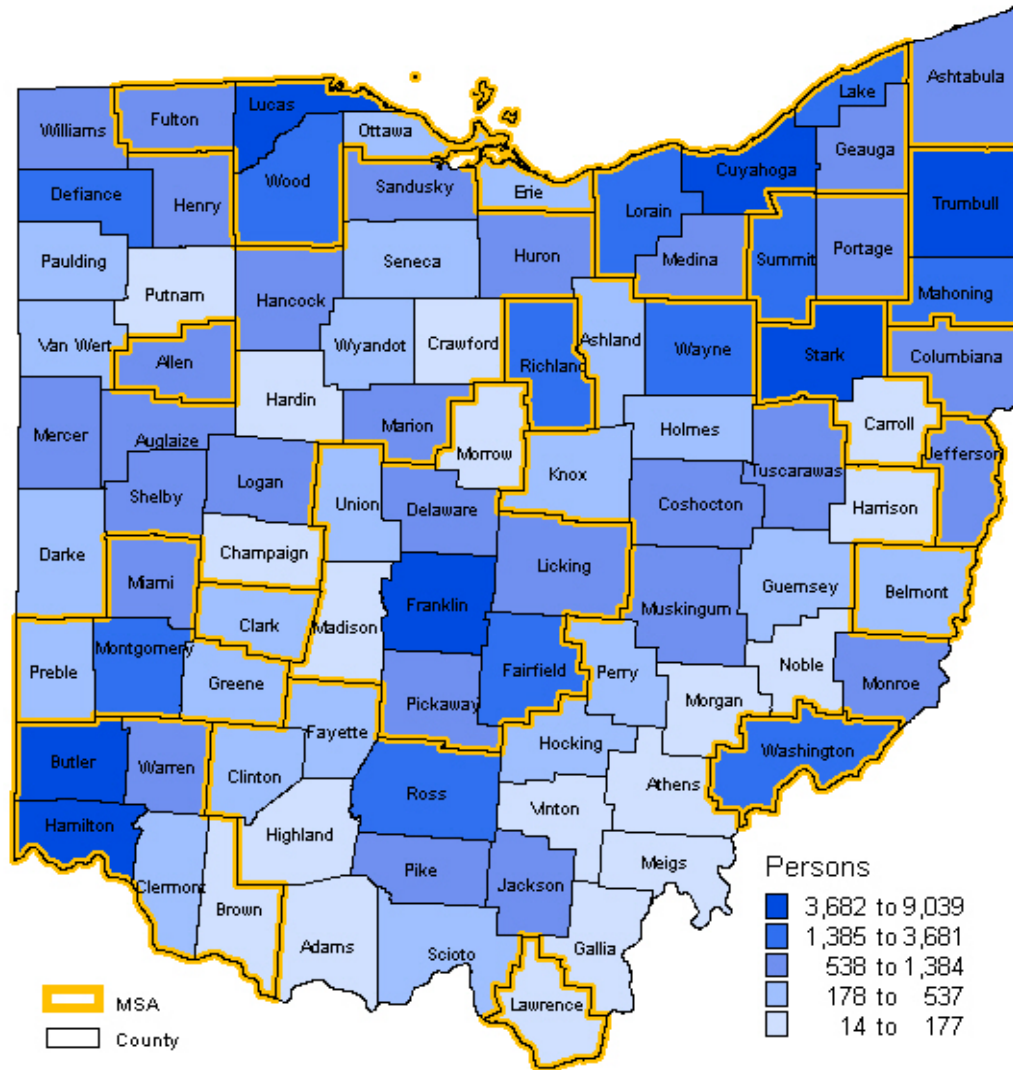 Ashtabula
Lake
Lucas
Fulton
Williams
Ottawa
Geauga
Cuyahoga
Wood
Sandusky
Erie
Defiance
Henry
Trumbull
Lorain
Portage
Huron
Medina
Summit
Seneca
Paulding
Putnam
Mahoning
Hancock
Van Wert
Wyandot
Crawford
Ashland
Wayne
Stark
Columbiana
Allen
Richland
Hardin
Carroll
Marion
Holmes
Mercer
Auglaize
Morrow
Jefferson
Tuscarawas
Knox
Logan
Shelby
Union
Delaware
Coshocton
Harrison
Darke
Champaign
Licking
Miami
Guernsey
Belmont
Franklin
Muskingum
Clark
Madison
Montgomery
Fairfield
Perry
Noble
Preble
Greene
Monroe
Morgan
Pickaway
Fayette
Hocking
Washington
Butler
Warren
Clinton
Ross
Athens
Vinton
Hamilton
Highland
Meigs
Pike
Jackson
Clermont
Brown
Adams
Gallia
Scioto
Lawrence
Persons
3,682 to 9,039
1,385 to 3,681
538 to 1,384
178 to 537
14 to 177
MSA
County